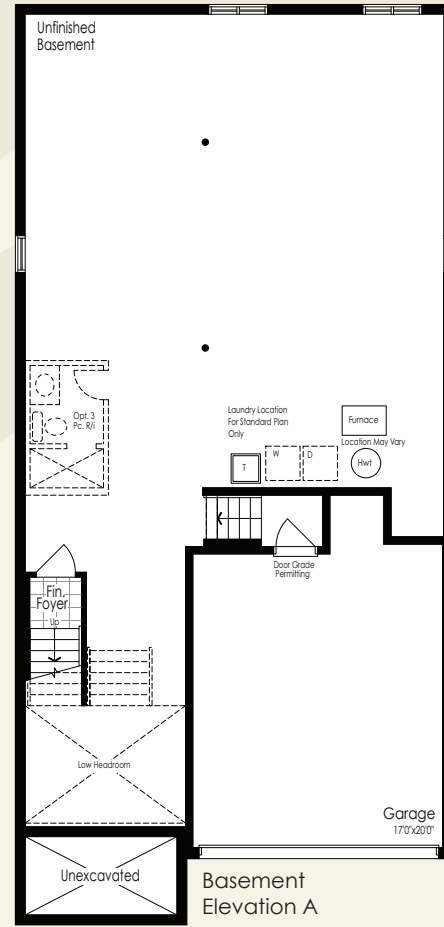 Unfinished
Basement
Opt. 3
Pc. R/i
Laundry Location
For Standard Plan
Only
Furnace
Location May Vary
T
W
D
Hwt
Door Grade
Permitting
Fin.
Foyer
Up
Low Headroom
Garage
17'0"x20'0"
Unexcavated
Basement
Elevation A